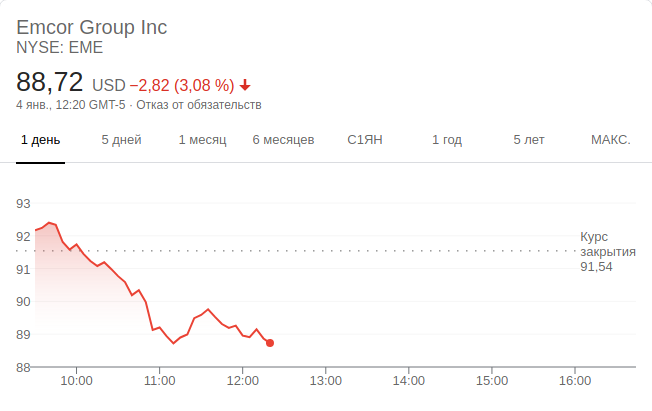 Emcor Group Inc
NYSE: EME
88,72 USD −2,82 (3,08 %)
4 янв., 12:20 GMT-5 · Отказ от обязательств
1 день 5 дней 1 месяц 6 месяцев С1ЯН 1 год 5 лет МАКС.
93
92
91
90
89
88
Курс
закрытия
91,54
10:00 11:00 12:00 13:00 14:00 15:00 16:00